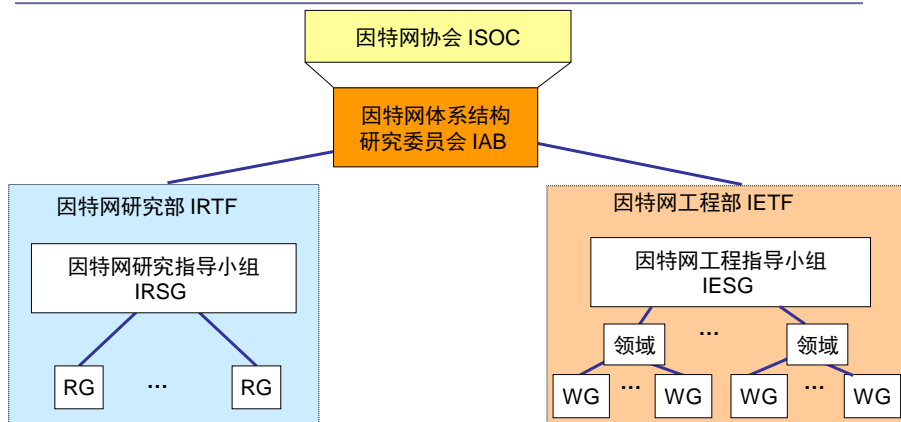 因特网协会 ISOC
因特网体系结构
研究委员会 IAB
因特网研究部 IRTF
因特网研究指导小组
IRSG
RG
…
RG
因特网工程部 IETF
因特网工程指导小组
IESG
领域
…
领域
WG
…
WG
WG
…
WG